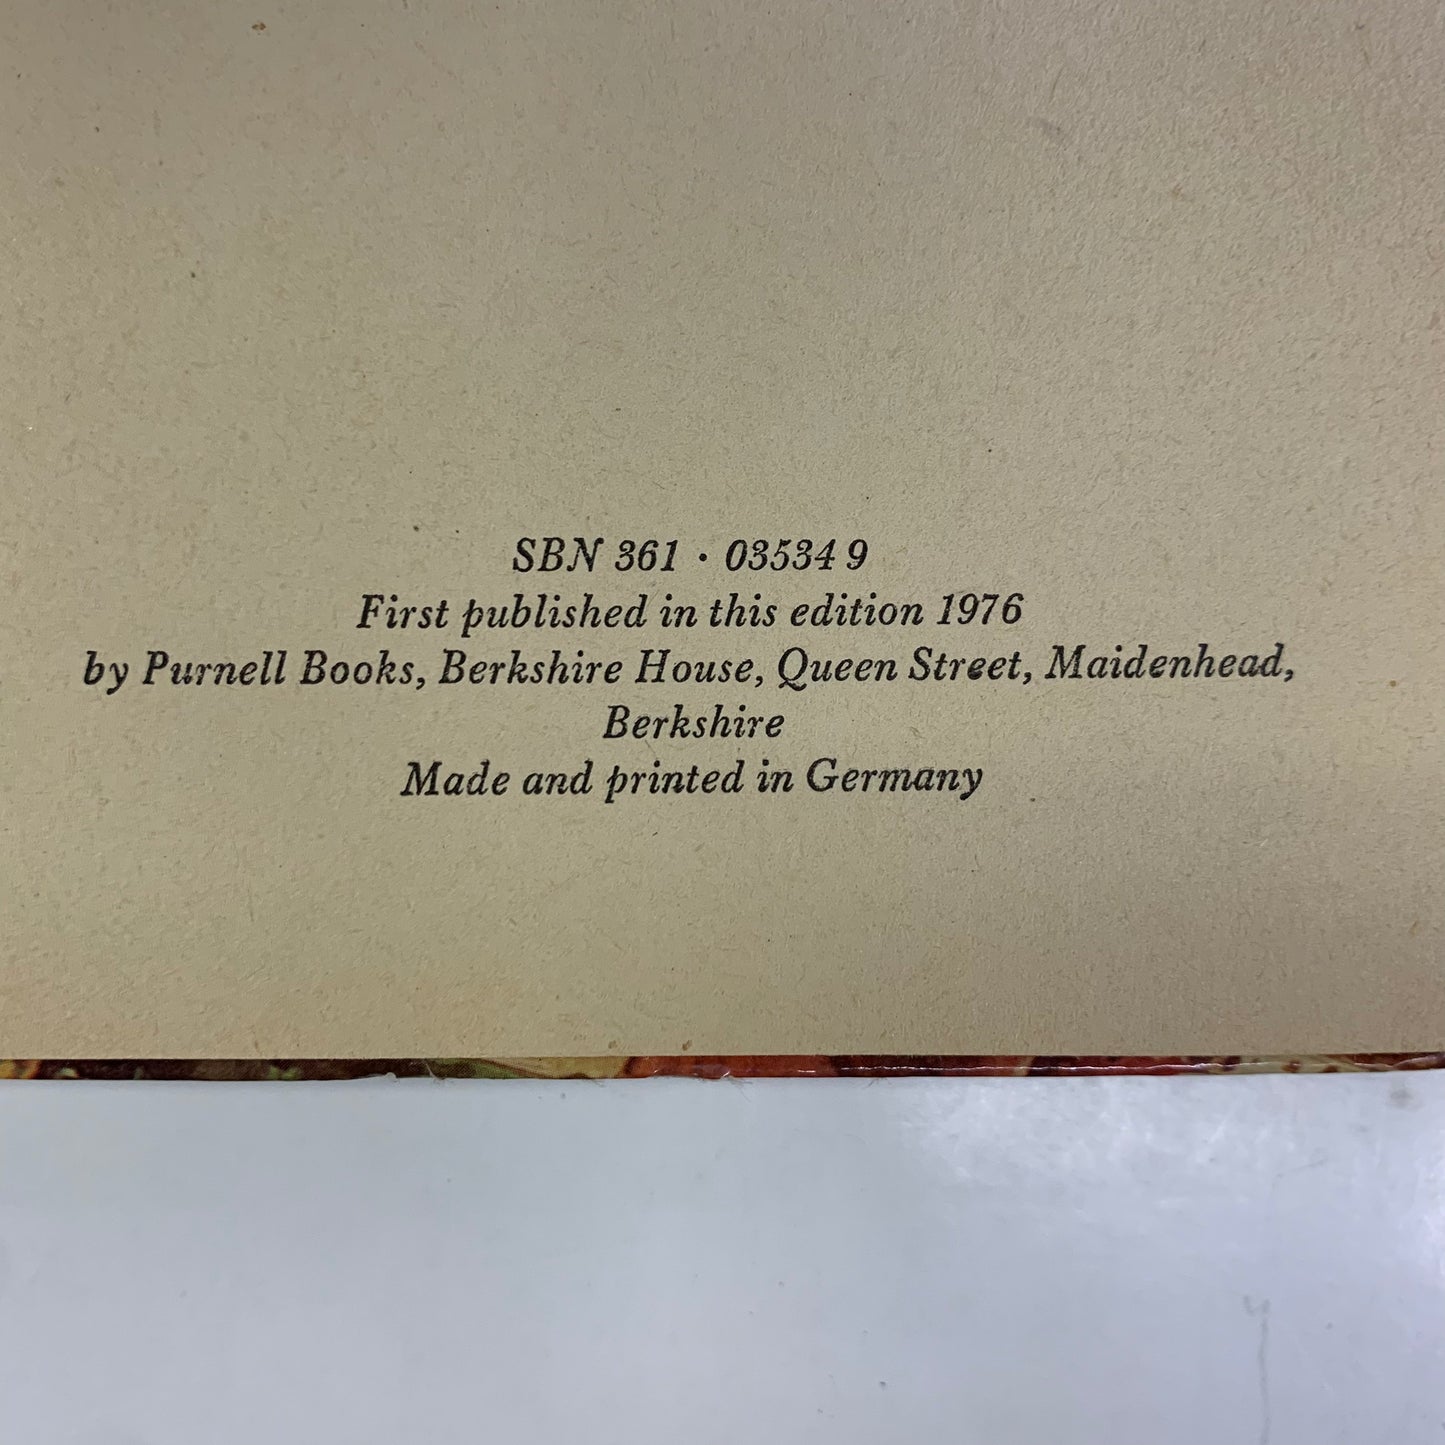 SBN 361 · 03534 9
First published in this edition 1976
by Purnell Books, Berkshire House, Queen Street, Maidenhead,
Berkshire
Made and printed in Germany